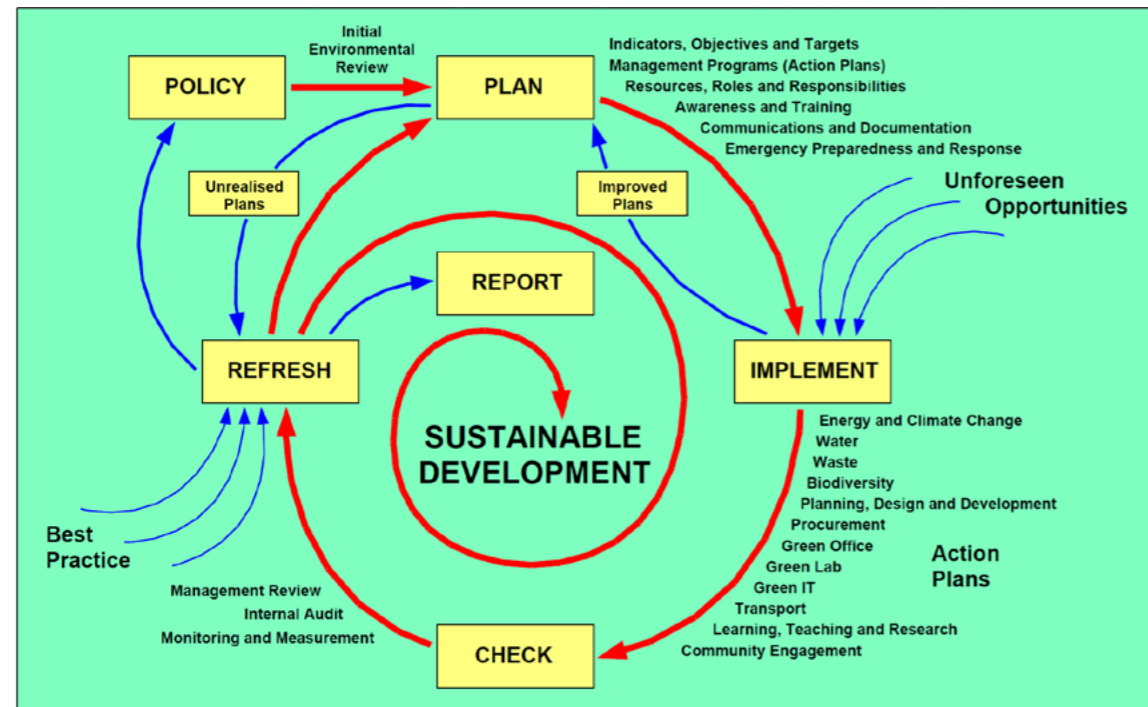 Initial
Environmental
Review
POLICY
PLAN
Indicators, Objectives and Targets
Management Programs (Action Plans)
Resources, Roles and Responsibilities
Awareness and Training
Communications and Documentation
Emergency Preparedness and Response
Unrealised
Plans
Improved
Plans
Unforeseen
Opportunities
REPORT
REFRESH
IMPLEMENT
SUSTAINABLE
DEVELOPMENT
Energy and Climate Change
Water
Waste
Biodiversity
Planning, Design and Development
Procurement
Green Office
Green Lab
Green IT
Transport
Learning, Teaching and Research
Community Engagement
Action
Plans
Best
Practice
Management Review
Internal Audit
Monitoring and Measurement
CHECK